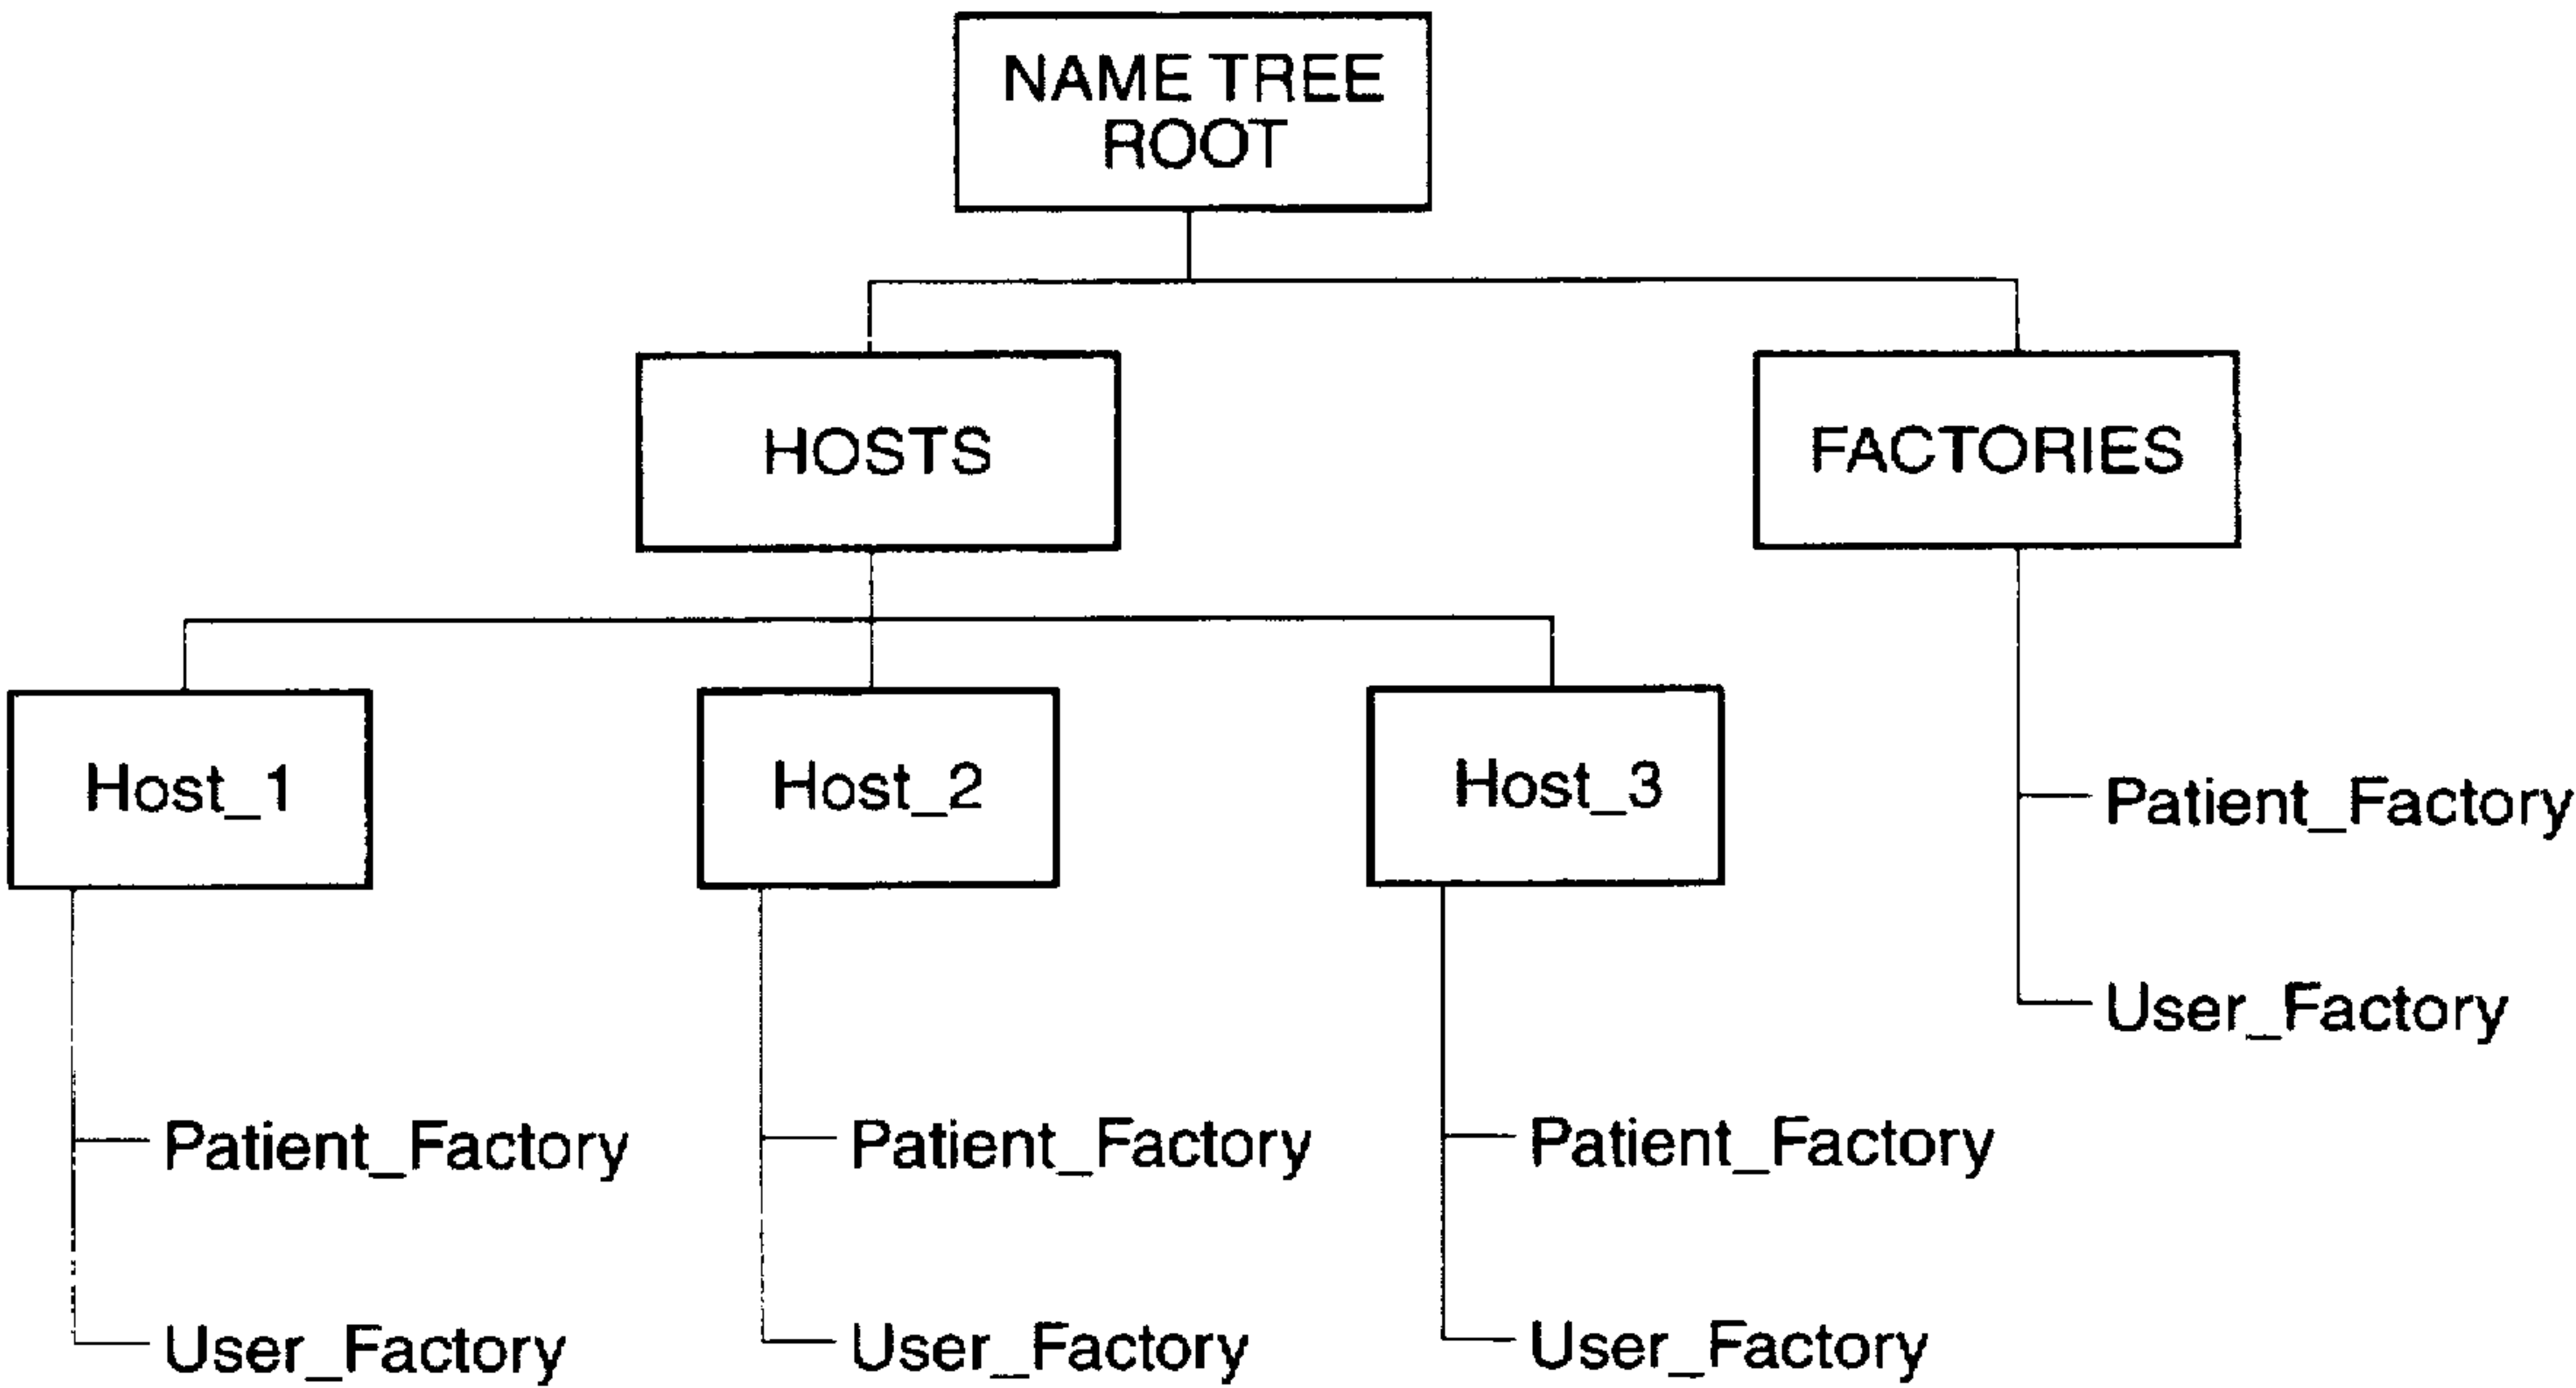 NAME TREE
ROOT
HOSTS
FACTORIES
Host_1
Host_2
Host_3
Patient_Factory
User_Factory
Patient_Factory
Patient_Factory
Patient_Factory
User_Factory
User_Factory
User_Factory